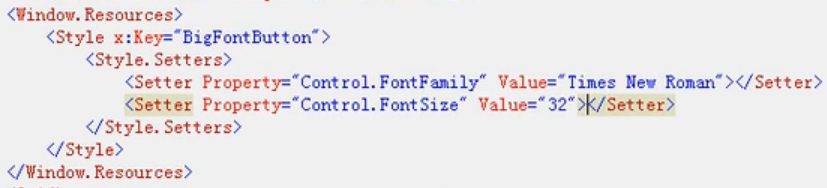 <Window.Resources>
<Style x:Key="BigFontButton">
<Style.Setters>
<Setter Property="Control.FontFamily" Value="Times New Roman"></Setter>
<Setter Property="Control.FontSize" Value="32"></Setter>
</Style.Setters>
</Style>
</Window.Resources>